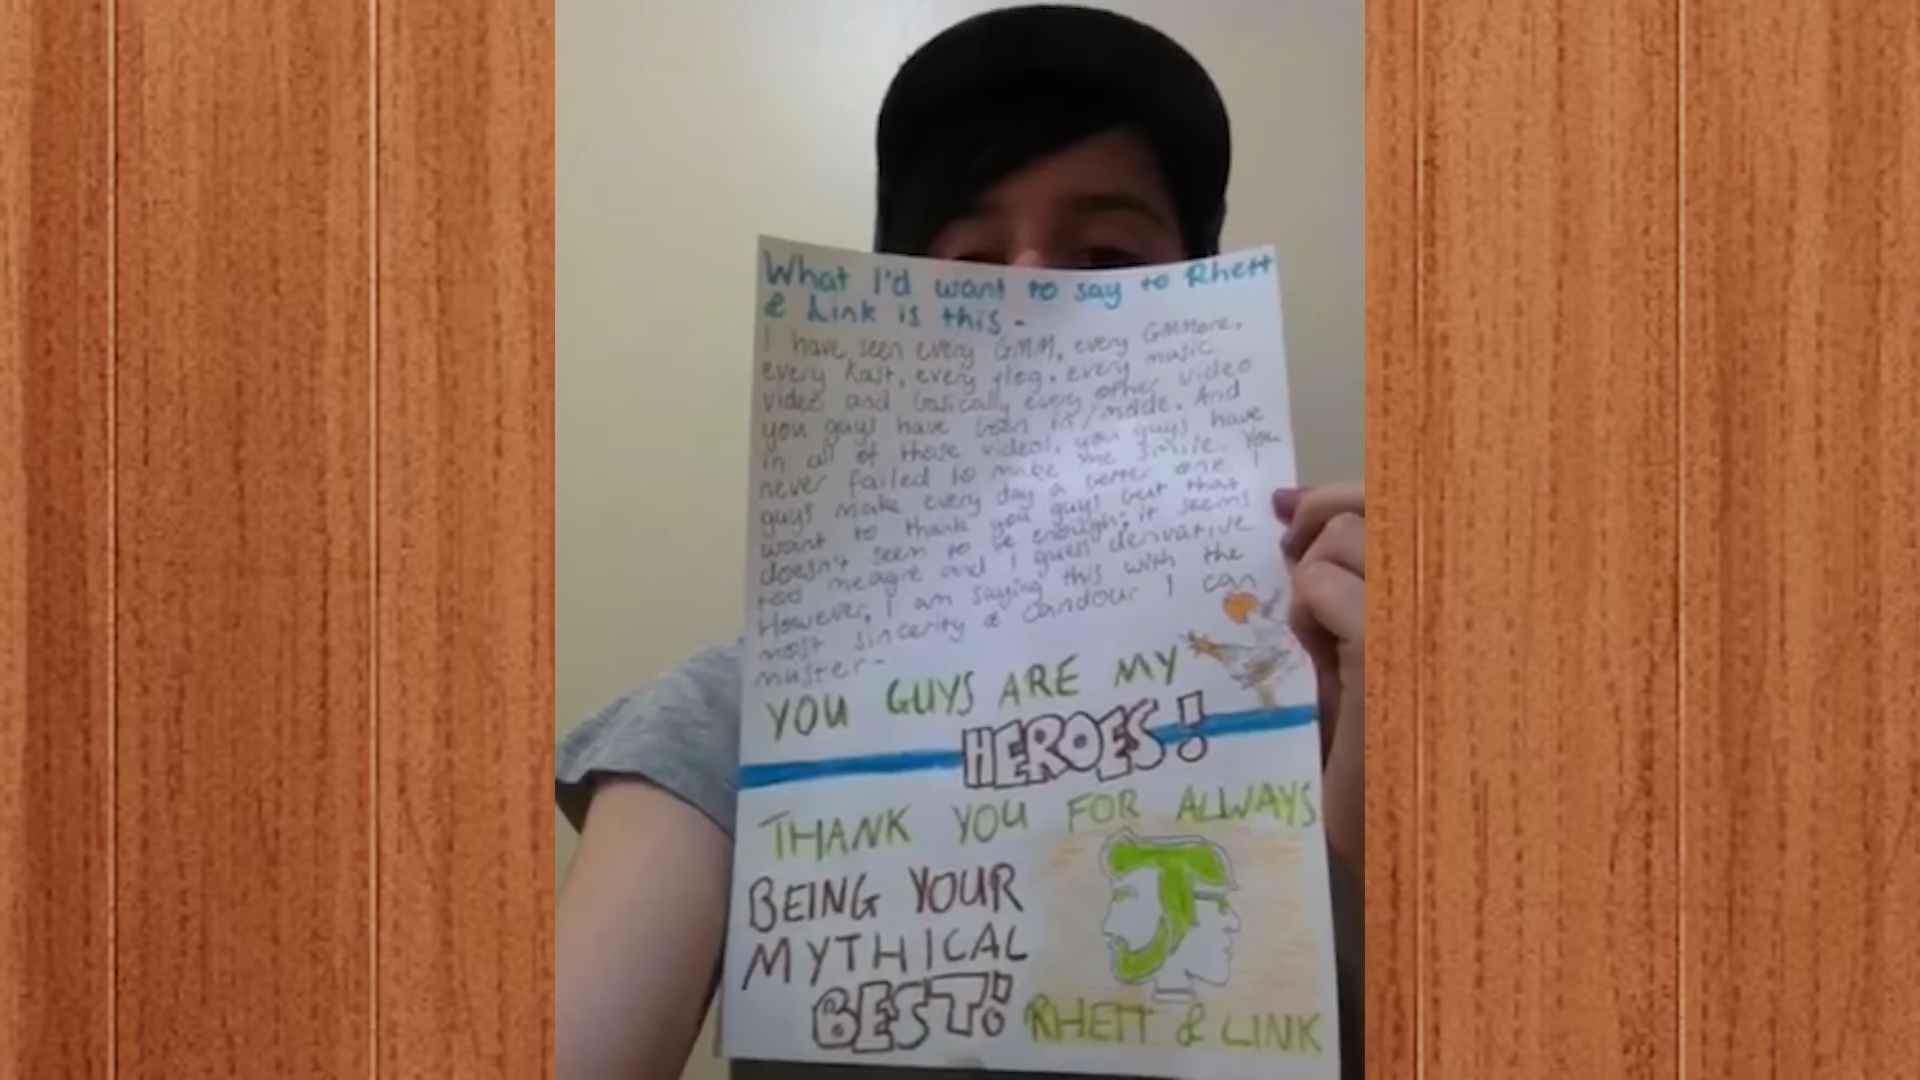 What I'd want to say to Rhett
& Link is this -
I have seen every GMM, every GMMore,
every Kast, every vlog, every music
video and basically every other video
you guys have been in/made. And
in all of those videos, you guys have
never failed to make me smile. You
guys make every day a better one. I
want to thank you guys but that
doesn't seem to be enough; it seems
too meagre and I guess derivative
However, I am saying this with the
most sincerity & candour I can
muster-
YOU GUYS ARE MY
HEROES!
THANK YOU FOR ALWAYS
BEING YOUR
MYTHICAL
BEST!
RHETT & LINK